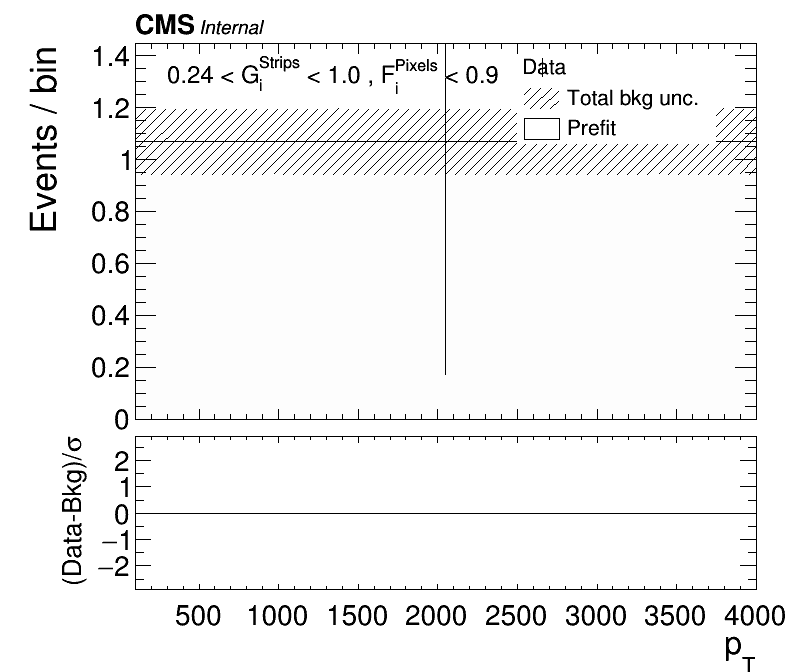 CMS Internal
0.24 < G_i^Strips < 1.0 , F_i^Pixels < 0.9
Data
Total bkg unc.
Prefit
Events / bin
1.4
1.2
1
0.8
0.6
0.4
0.2
0
(Data-Bkg)/σ
2
1
0
−1
−2
500 1000 1500 2000 2500 3000 3500 4000
p_T